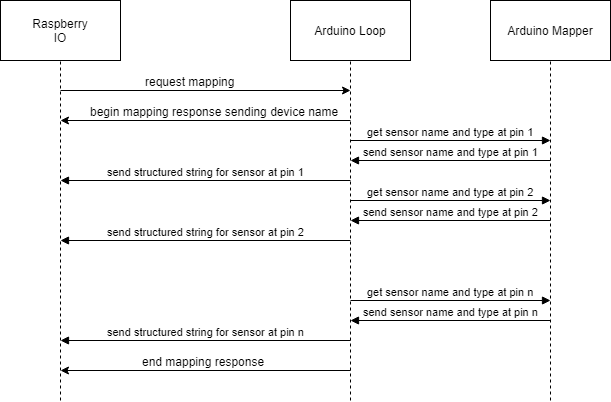 Raspberry
IO
Arduino Loop
Arduino Mapper
request mapping
begin mapping response sending device name
get sensor name and type at pin 1
send sensor name and type at pin 1
send structured string for sensor at pin 1
get sensor name and type at pin 2
send sensor name and type at pin 2
send structured string for sensor at pin 2
get sensor name and type at pin n
send sensor name and type at pin n
send structured string for sensor at pin n
end mapping response